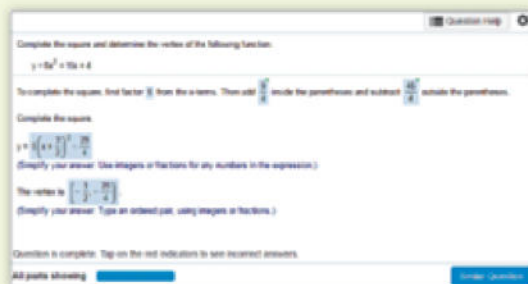 Question Help
Complete the square and determine the vertex of the following function.
To complete the square, first factor from the x-terms. Then add inside the parentheses and subtract outside the parentheses.
Complete the square.
(Simplify your answer. Use integers or fractions for any numbers in the expression.)
The vertex is
(Simplify your answer. Type an ordered pair, using integers or fractions.)
Question is complete. Tap on the red indicators to see incorrect answers.
All parts showing
Similar Question